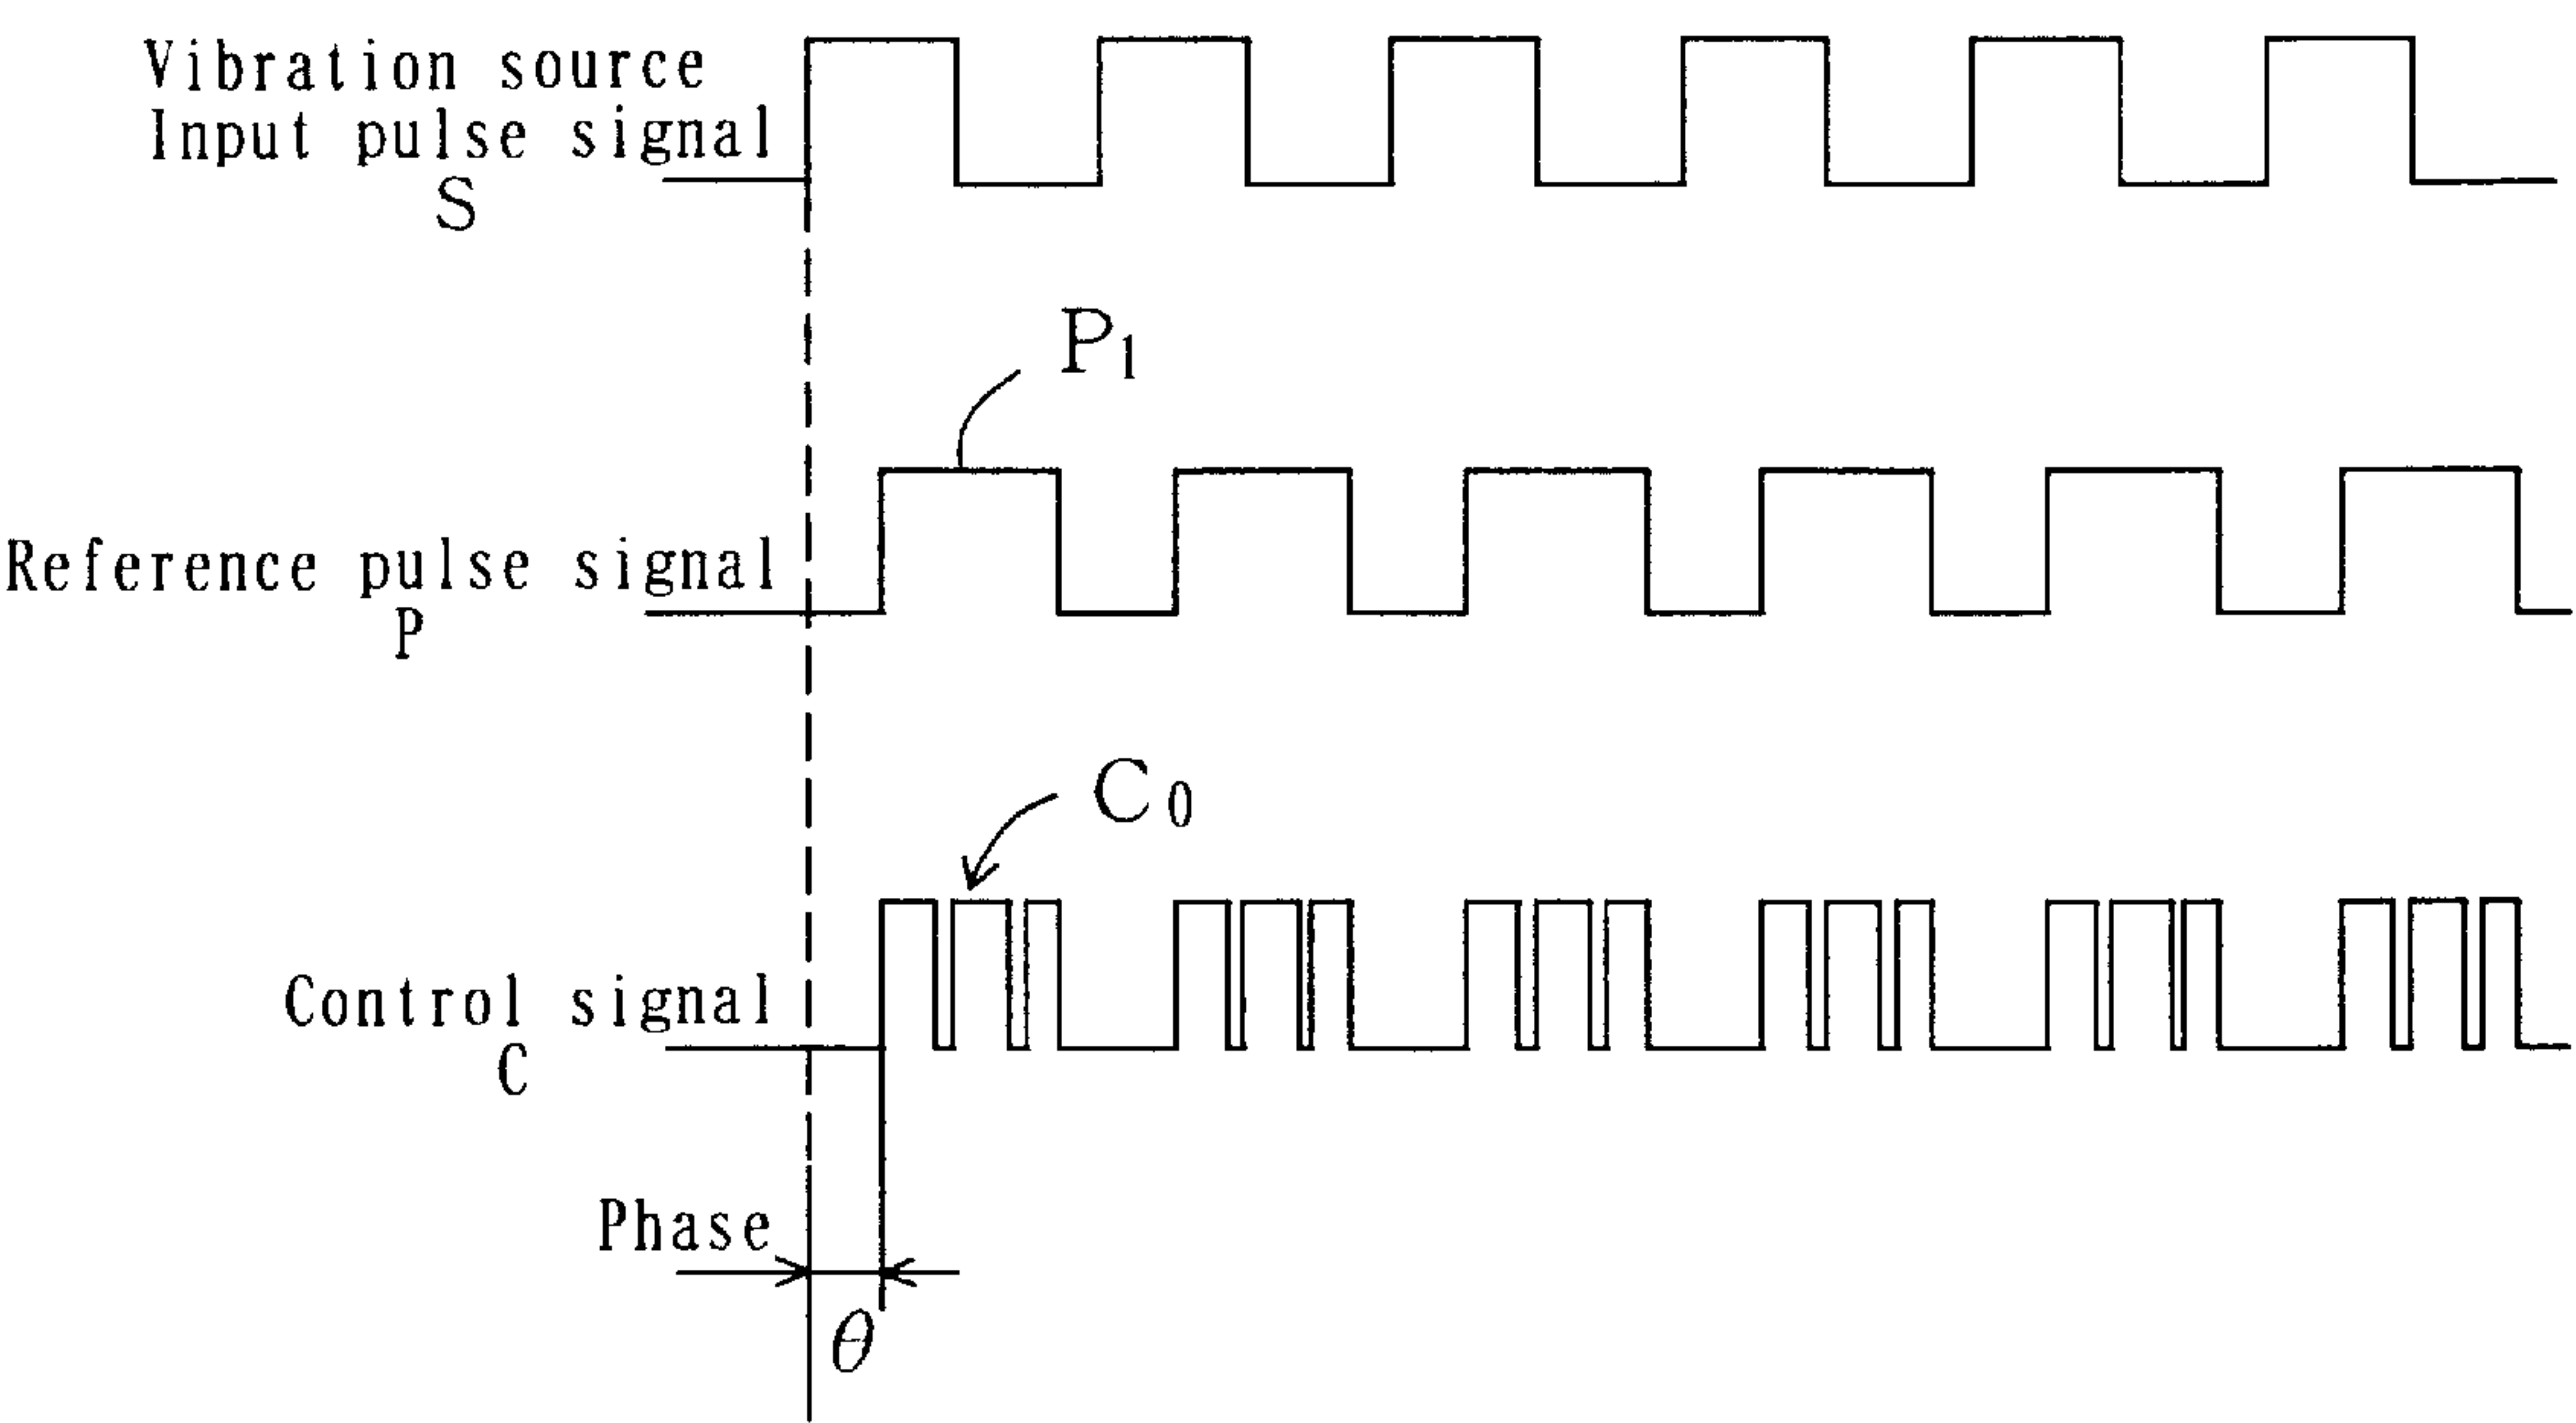 Vibration source
Input pulse signal
S
P1
Reference pulse signal
P
C0
Control signal
C
Phase
θ